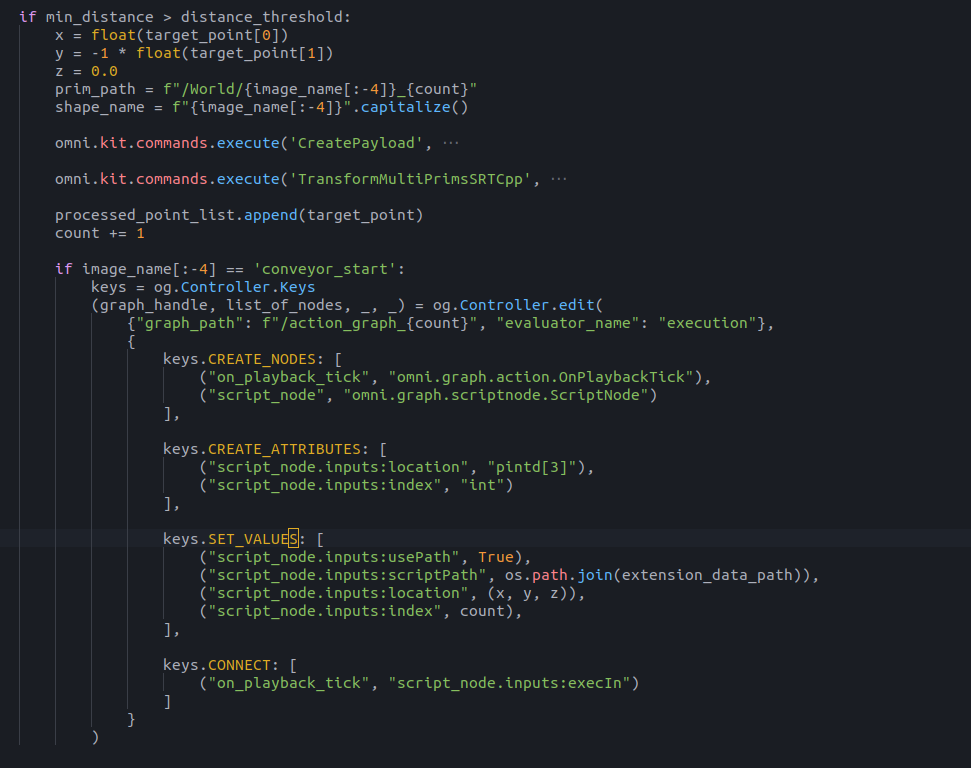 if min_distance > distance_threshold:
x = float(target_point[0])
y = -1 * float(target_point[1])
z = 0.0
prim_path = f"/World/{image_name[:-4]}_{count}"
shape_name = f"{image_name[:-4]}".capitalize()
omni.kit.commands.execute('CreatePayload', ···
omni.kit.commands.execute('TransformMultiPrimsSRTCpp', ···
processed_point_list.append(target_point)
count += 1
if image_name[:-4] == 'conveyor_start':
keys = og.Controller.Keys
(graph_handle, list_of_nodes, _, _) = og.Controller.edit(
{"graph_path": f"/action_graph_{count}", "evaluator_name": "execution"},
{
keys.CREATE_NODES: [
("on_playback_tick", "omni.graph.action.OnPlaybackTick"),
("script_node", "omni.graph.scriptnode.ScriptNode")
],
keys.CREATE_ATTRIBUTES: [
("script_node.inputs:location", "pintd[3]"),
("script_node.inputs:index", "int")
],
keys.SET_VALUES: [
("script_node.inputs:usePath", True),
("script_node.inputs:scriptPath", os.path.join(extension_data_path)),
("script_node.inputs:location", (x, y, z)),
("script_node.inputs:index", count),
],
keys.CONNECT: [
("on_playback_tick", "script_node.inputs:execIn")
]
}
)